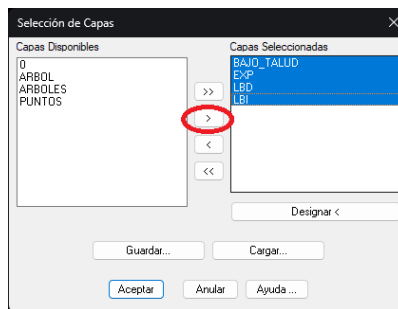 Selección de Capas
Capas Disponibles
Capas Seleccionadas
0
ARBOL
ARBOLES
PUNTOS
>>
>
<
<<
BAJO_TALUD
EXP
LBD
LBI
Designar <
Guardar...
Cargar...
Aceptar
Anular
Ayuda ...